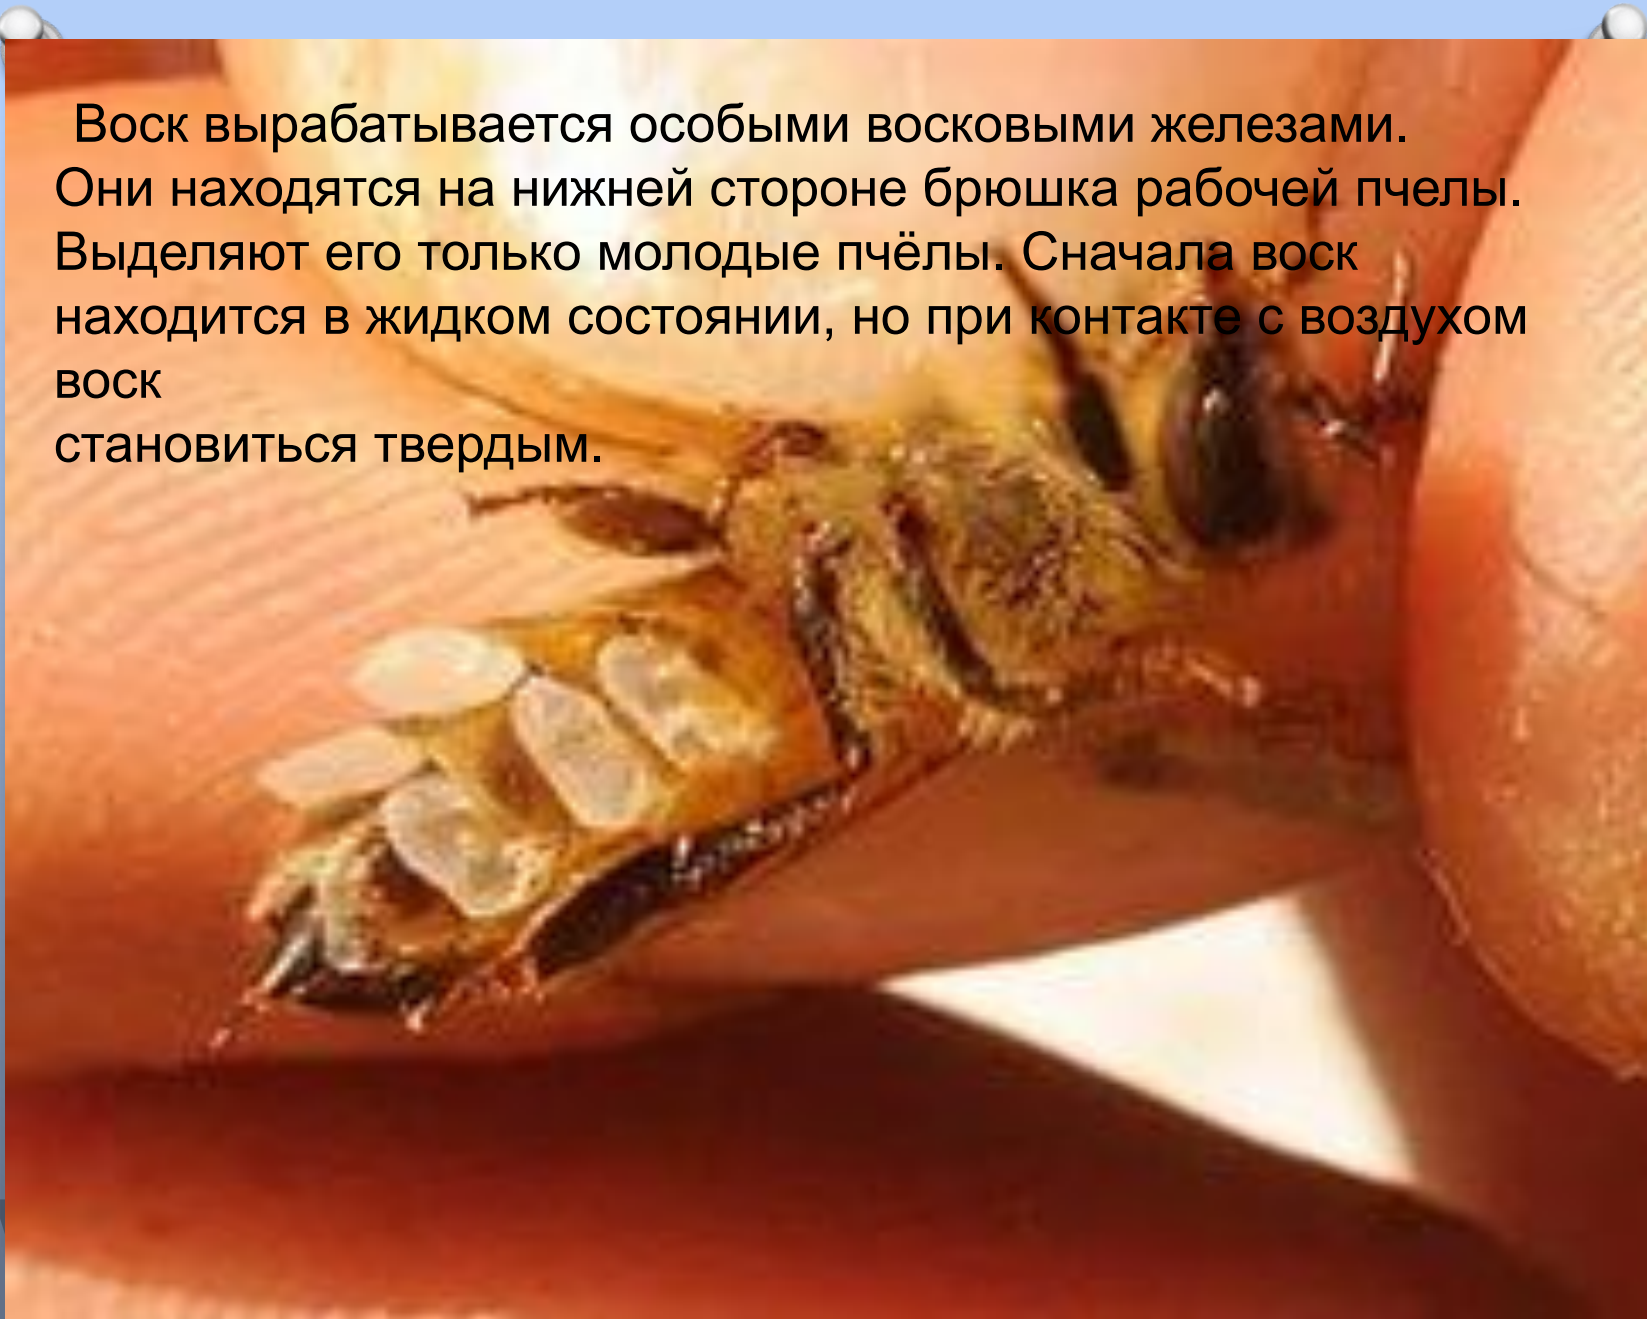 Воск вырабатывается особыми восковыми железами.
Они находятся на нижней стороне брюшка рабочей пчелы.
Выделяют его только молодые пчёлы. Сначала воск
находится в жидком состоянии, но при контакте с воздухом
воск
становиться твердым.